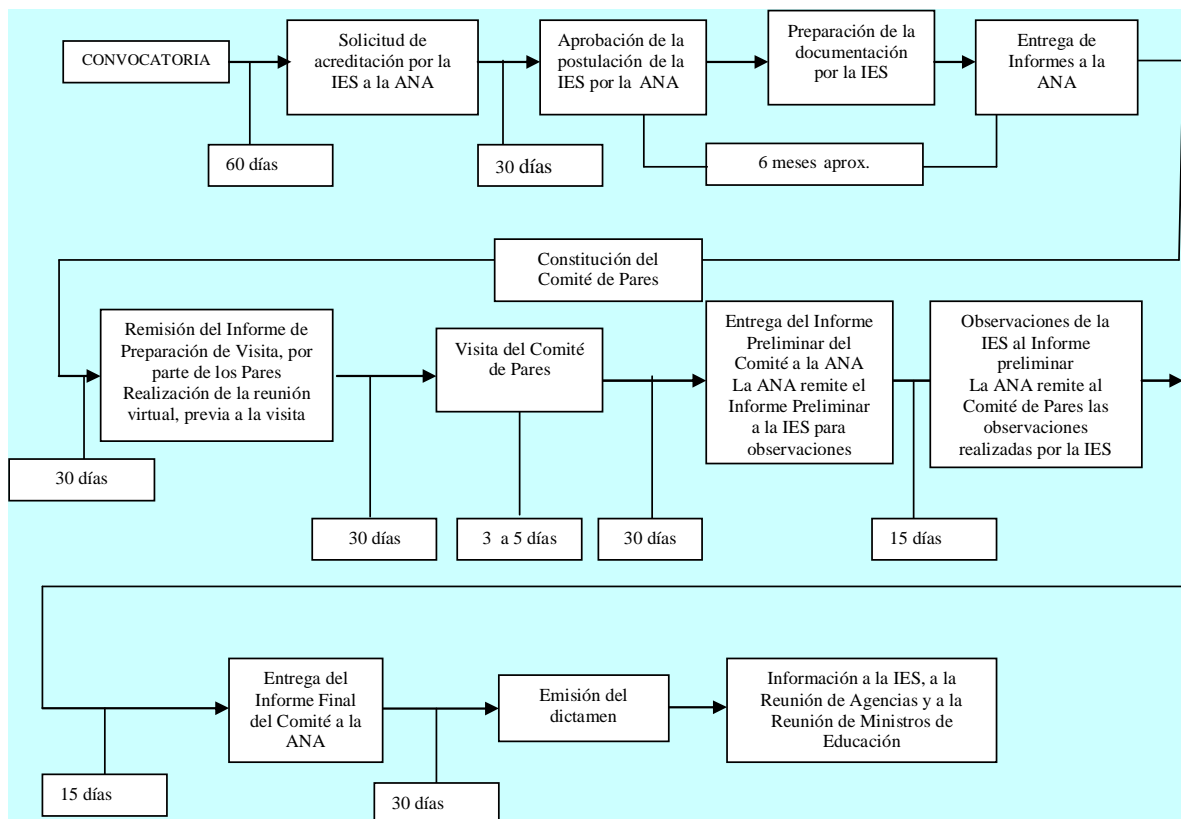 CONVOCATORIA
Solicitud de
acreditación por la
IES a la ANA
Aprobación de la
postulación de la
IES por la ANA
Preparación de la
documentación
por la IES
Entrega de
Informes a la
ANA
60 días
30 días
6 meses aprox.
Constitución del
Comité de Pares
Remisión del Informe de
Preparación de Visita, por
parte de los Pares
Realización de la reunión
virtual, previa a la visita
Visita del Comité
de Pares
Entrega del Informe
Preliminar del
Comité a la ANA
La ANA remite el
Informe Preliminar
a la IES para
observaciones
Observaciones de la
IES al Informe
preliminar
La ANA remite al
Comité de Pares las
observaciones
realizadas por la IES
30 días
30 días
3 a 5 días
30 días
15 días
Entrega del
Informe Final
del Comité a la
ANA
Emisión del
dictamen
Información a la IES, a la
Reunión de Agencias y a la
Reunión de Ministros de
Educación
15 días
30 días